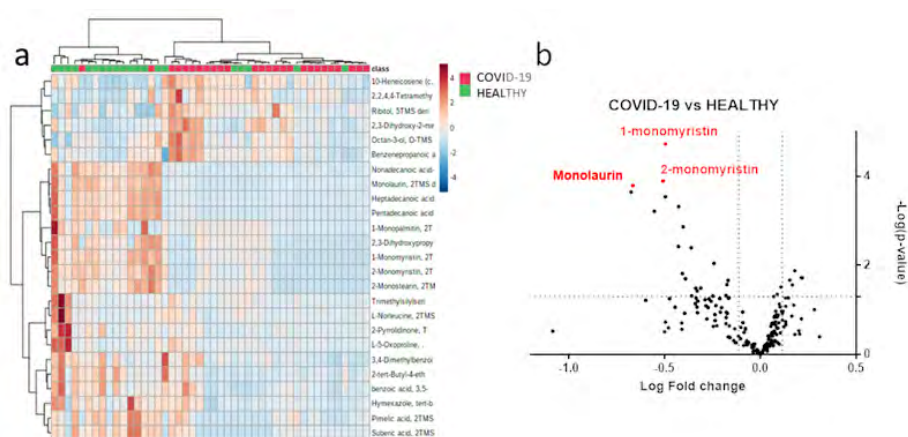 a
class
COVID-19
HEALTHY
4
2
0
-2
-4
10-Heneicosene (c.
2,2,4,4-Tetramethy
Ribitol, 5TMS deri
2,3-Dihydroxy-2-me
Octan-3-ol, O-TMS
Benzenepropanoic a
Nonadecanoic acid-
Monolaurin, 2TMS d
Heptadecanoic acid
Pentadecanoic acid
1-Monopalmitin, 2T
2,3-Dihydroxypropy
1-Monomyristin, 2T
2-Monomyristin, 2T
2-Monostearin, 2TM
Trimethylsilyl
L-Norleucine, 2TMS
2-Pyrrolidinone, T
L-5-Oxoproline, .
3,4-Dimethylbenzoi
2-tert-Butyl-4-eth
benzoic acid, 3,5-
Hymexazole, tert-b
Pimelic acid, 2TMS
Suberic acid, 2TMS
b
COVID-19 vs HEALTHY
1-monomyristin
2-monomyristin
Monolaurin
4
2
0
-Log(p-value)
-1.0
-0.5
0.0
0.5
Log Fold change